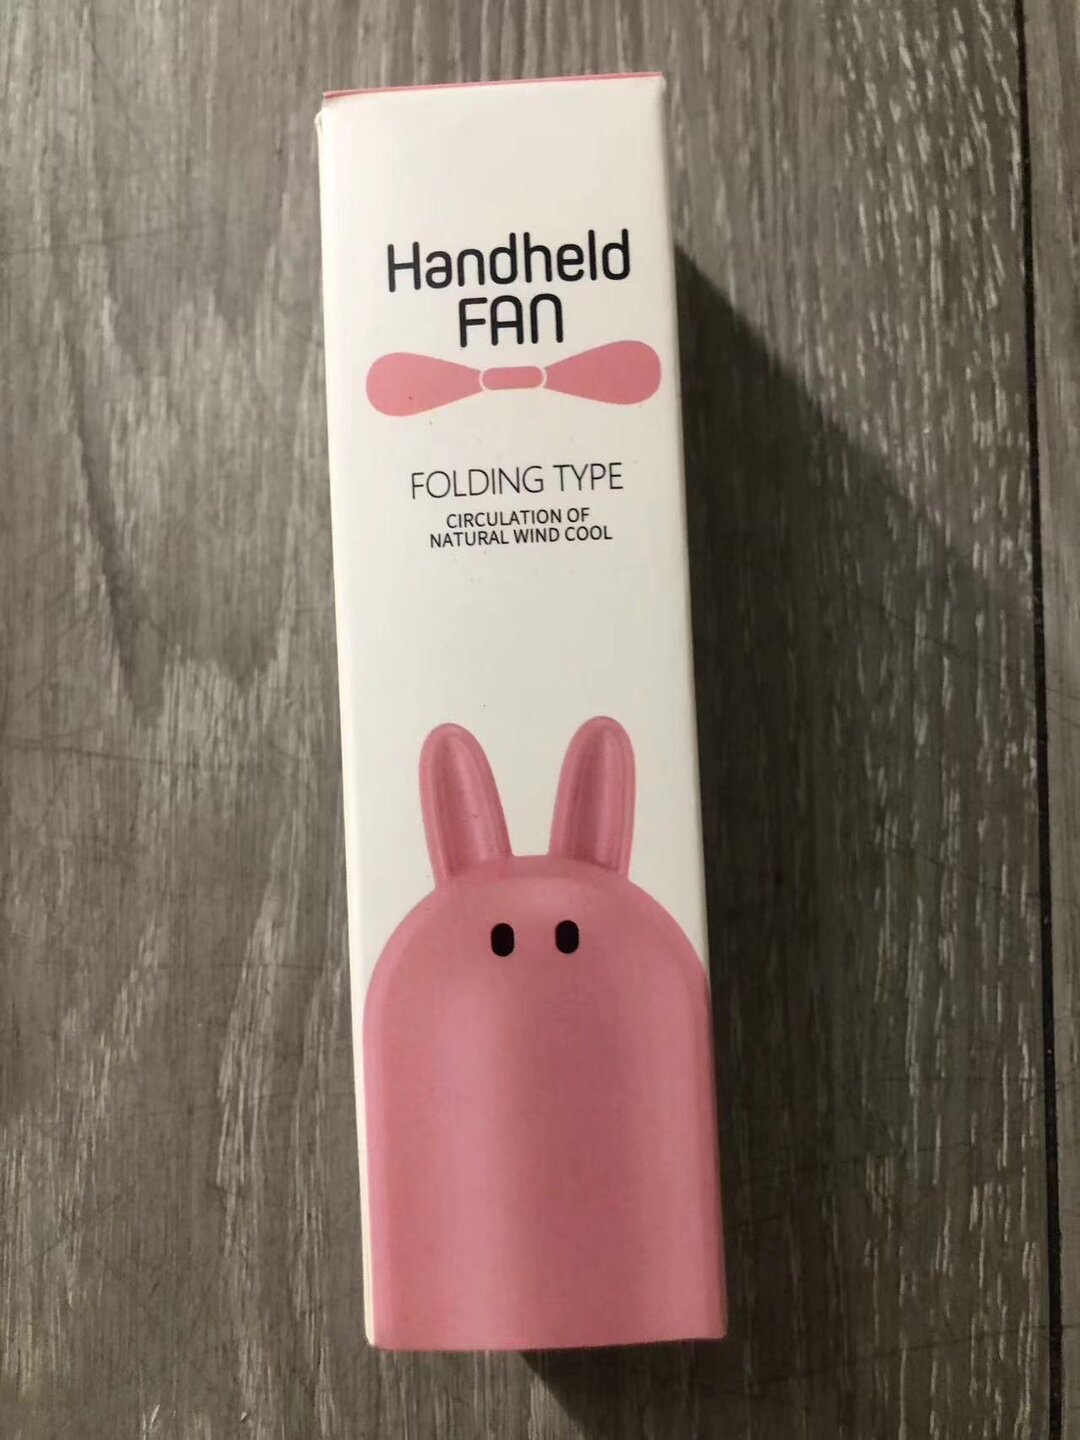 Handheld
FAN
FOLDING TYPE
CIRCULATION OF
NATURAL WIND COOL